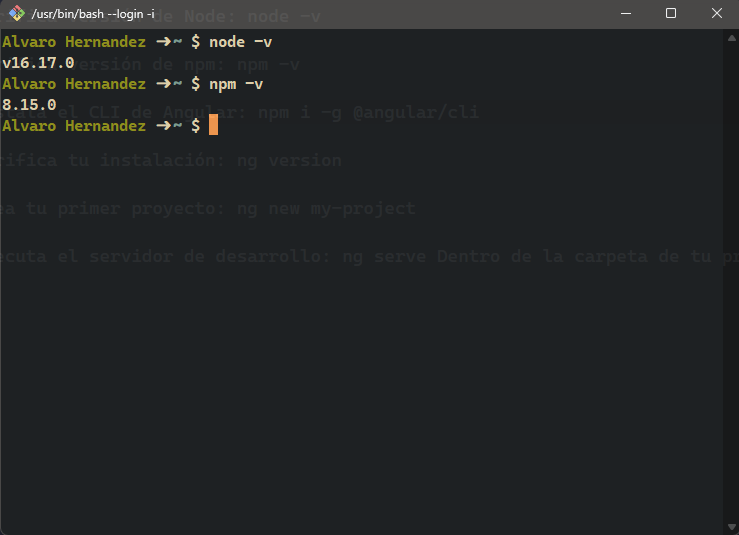 /usr/bin/bash --login -i
de Node: node -v
Alvaro Hernandez ➜~ $ node -v
v16.17.0
versión de npm: npm -v
Alvaro Hernandez ➜~ $ npm -v
8.15.0
el CLI de Angular: npm i -g @angular/cli
Alvaro Hernandez ➜~ $
rifica tu instalación: ng version
ea tu primer proyecto: ng new my-project
ecuta el servidor de desarrollo: ng serve Dentro de la carpeta de tu pr